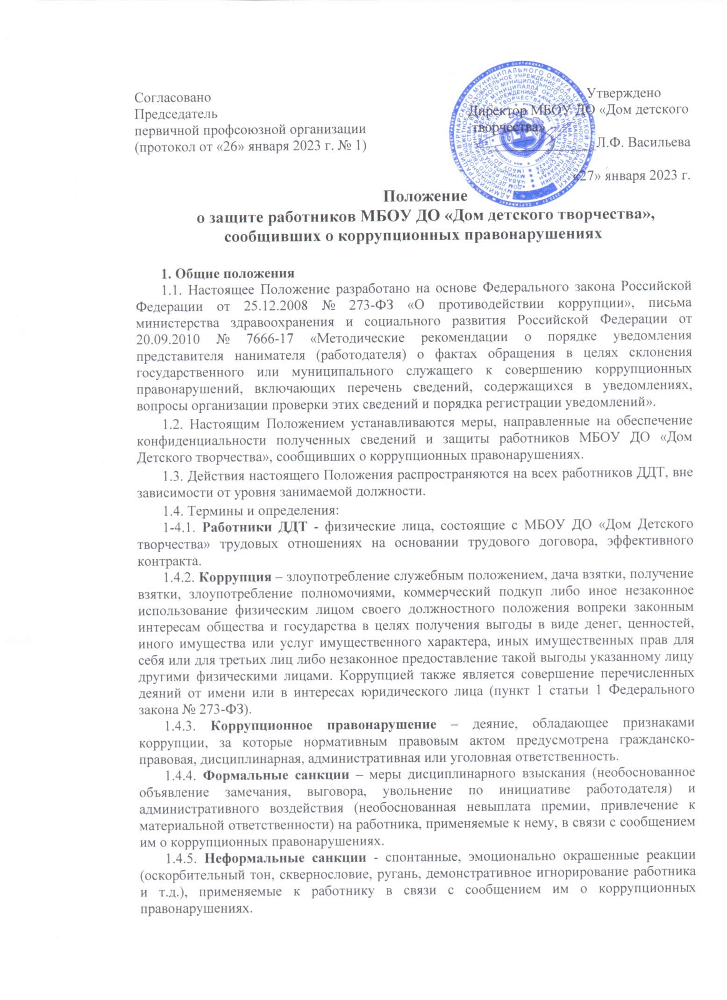 Согласовано
Председатель
первичной профсоюзной организации
(протокол от «26» января 2023 г. № 1)
Утверждено
Директор МБОУ ДО «Дом детского
творчества»
Л.Ф. Васильева
«27» января 2023 г.
Положение
о защите работников МБОУ ДО «Дом детского творчества»,
сообщивших о коррупционных правонарушениях
1. Общие положения
1.1. Настоящее Положение разработано на основе Федерального закона Российской
Федерации от 25.12.2008 № 273-ФЗ «О противодействии коррупции», письма
министерства здравоохранения и социального развития Российской Федерации от
20.09.2010 № 7666-17 «Методические рекомендации о порядке уведомления
представителя нанимателя (работодателя) о фактах обращения в целях склонения
государственного или муниципального служащего к совершению коррупционных
правонарушений, включающих перечень сведений, содержащихся в уведомлениях,
вопросы организации проверки этих сведений и порядка регистрации уведомлений».
1.2. Настоящим Положением устанавливаются меры, направленные на обеспечение
конфиденциальности полученных сведений и защиты работников МБОУ ДО «Дом
Детского творчества», сообщивших о коррупционных правонарушениях.
1.3. Действия настоящего Положения распространяются на всех работников ДДТ, вне
зависимости от уровня занимаемой должности.
1.4. Термины и определения:
1-4.1. Работники ДДТ - физические лица, состоящие с МБОУ ДО «Дом Детского
творчества» трудовых отношениях на основании трудового договора, эффективного
контракта.
1.4.2. Коррупция – злоупотребление служебным положением, дача взятки, получение
взятки, злоупотребление полномочиями, коммерческий подкуп либо иное незаконное
использование физическим лицом своего должностного положения вопреки законным
интересам общества и государства в целях получения выгоды в виде денег, ценностей,
иного имущества или услуг имущественного характера, иных имущественных прав для
себя или для третьих лиц либо незаконное предоставление такой выгоды указанному лицу
другими физическими лицами. Коррупцией также является совершение перечисленных
деяний от имени или в интересах юридического лица (пункт 1 статьи 1 Федерального
закона № 273-ФЗ).
1.4.3. Коррупционное правонарушение – деяние, обладающее признаками
коррупции, за которые нормативным правовым актом предусмотрена гражданско-
правовая, дисциплинарная, административная или уголовная ответственность.
1.4.4. Формальные санкции – меры дисциплинарного взыскания (необоснованное
объявление замечания, выговора, увольнение по инициативе работодателя) и
административного воздействия (необоснованная невыплата премии, привлечение к
материальной ответственности) на работника, применяемые к нему, в связи с сообщением
им о коррупционных правонарушениях.
1.4.5. Неформальные санкции - спонтанные, эмоционально окрашенные реакции
(оскорбительный тон, сквернословие, ругань, демонстративное игнорирование работника
и т.д.), применяемые к работнику в связи с сообщением им о коррупционных
правонарушениях.